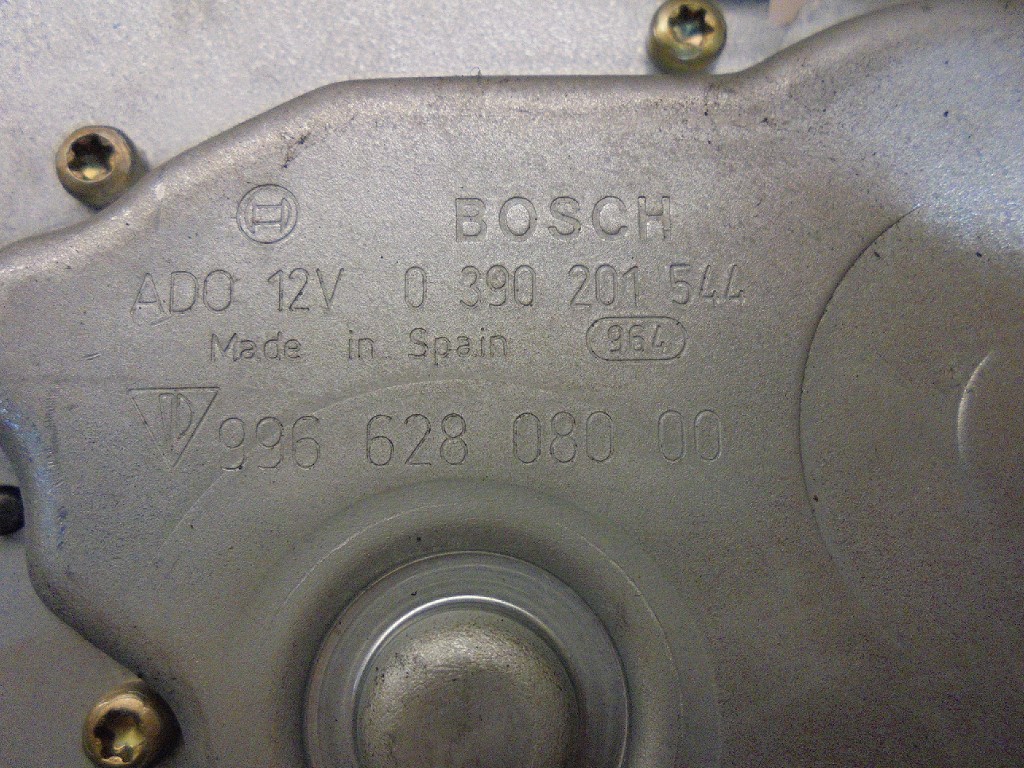 BOSCH
ADO 12V 0 390 201 544
Made in Spain 964
996 628 080 00